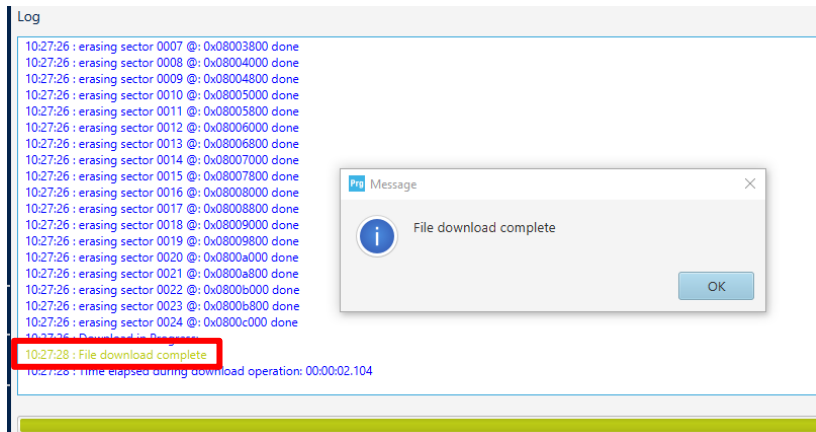 Log
10:27:26 : erasing sector 0007 @: 0x08003800 done
10:27:26 : erasing sector 0008 @: 0x08004000 done
10:27:26 : erasing sector 0009 @: 0x08004800 done
10:27:26 : erasing sector 0010 @: 0x08005000 done
10:27:26 : erasing sector 0011 @: 0x08005800 done
10:27:26 : erasing sector 0012 @: 0x08006000 done
10:27:26 : erasing sector 0013 @: 0x08006800 done
10:27:26 : erasing sector 0014 @: 0x08007000 done
10:27:26 : erasing sector 0015 @: 0x08007800 done
10:27:26 : erasing sector 0016 @: 0x08008000 done
10:27:26 : erasing sector 0017 @: 0x08008800 done
10:27:26 : erasing sector 0018 @: 0x08009000 done
10:27:26 : erasing sector 0019 @: 0x08009800 done
10:27:26 : erasing sector 0020 @: 0x0800a000 done
10:27:26 : erasing sector 0021 @: 0x0800a800 done
10:27:26 : erasing sector 0022 @: 0x0800b000 done
10:27:26 : erasing sector 0023 @: 0x0800b800 done
10:27:26 : erasing sector 0024 @: 0x0800c000 done
10:27:26 : Download in Progress:
10:27:28 : File download complete
10:27:28 : Time elapsed during download operation: 00:00:02.104
Prg Message
File download complete
OK